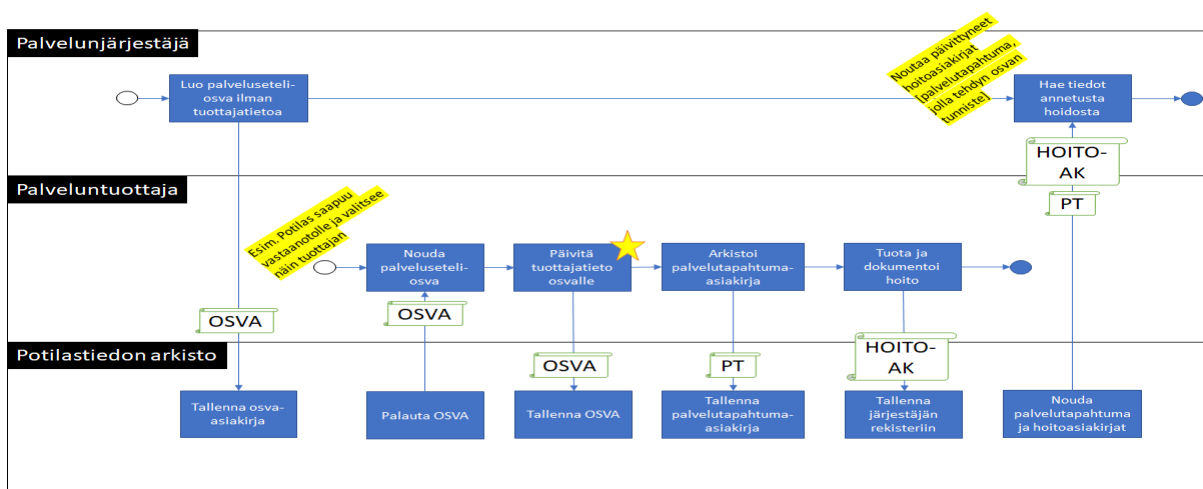 Palvelunjärjestäjä
Luo palveluseteli-
osva ilman
tuottajatietoa
Noutaa päivittyneet
hoitoasiakirjat
[palvelutapahtuma,
jolla tehdyn osvan
tunniste]
Hae tiedot
annetusta
hoidosta
HOITO-
AK
Palveluntuottaja
PT
Esim. Potilas saapuu
vastaanotolle ja valitsee
näin tuottajan
Nouda
palveluseteli-
osva
Päivitä
tuottajatieto
osvalle
Arkistoi
palvelutapahtuma-
asiakirja
Tuota ja
dokumentoi
hoito
OSVA
OSVA
Potilastiedon arkisto
OSVA
PT
HOITO-
AK
Tallenna osva-
asiakirja
Palauta OSVA
Tallenna OSVA
Tallenna
palvelutapahtuma-
asiakirja
Tallenna
järjestäjän
rekisteriin
Nouda
palvelutapahtuma
ja hoitoasiakirjat